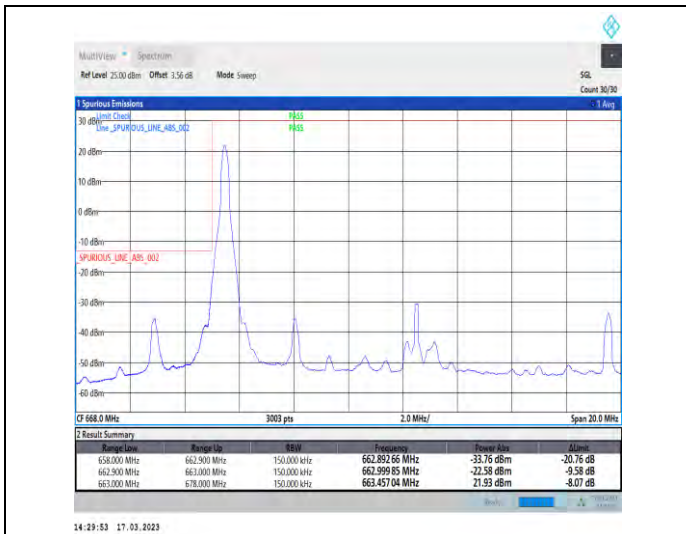 MultiView Spectrum
Ref Level 25.00 dBm Offset 3.56 dB Mode Sweep SGL
Count 30/30
1 Spurious Emissions 1 Avg
30 dBm Limit Check PASS
Line _SPURIOUS_LINE_ABS_002 PASS
20 dBm
10 dBm
0 dBm
-10 dBm
_SPURIOUS_LINE_ABS_002
-20 dBm
-30 dBm
-40 dBm
-50 dBm
-60 dBm
CF 668.0 MHz 3003 pts 2.0 MHz/ Span 20.0 MHz
2 Result Summary
Range Low Range Up RBW Frequency Power Abs ΔLimit
658.000 MHz 662.900 MHz 150.000 kHz 662.892 66 MHz -33.76 dBm -20.76 dB
662.900 MHz 663.000 MHz 150.000 kHz 662.999 85 MHz -22.58 dBm -9.58 dB
663.000 MHz 678.000 MHz 150.000 kHz 663.457 04 MHz 21.93 dBm -8.07 dB
Ready
14:29:53 17.03.2023